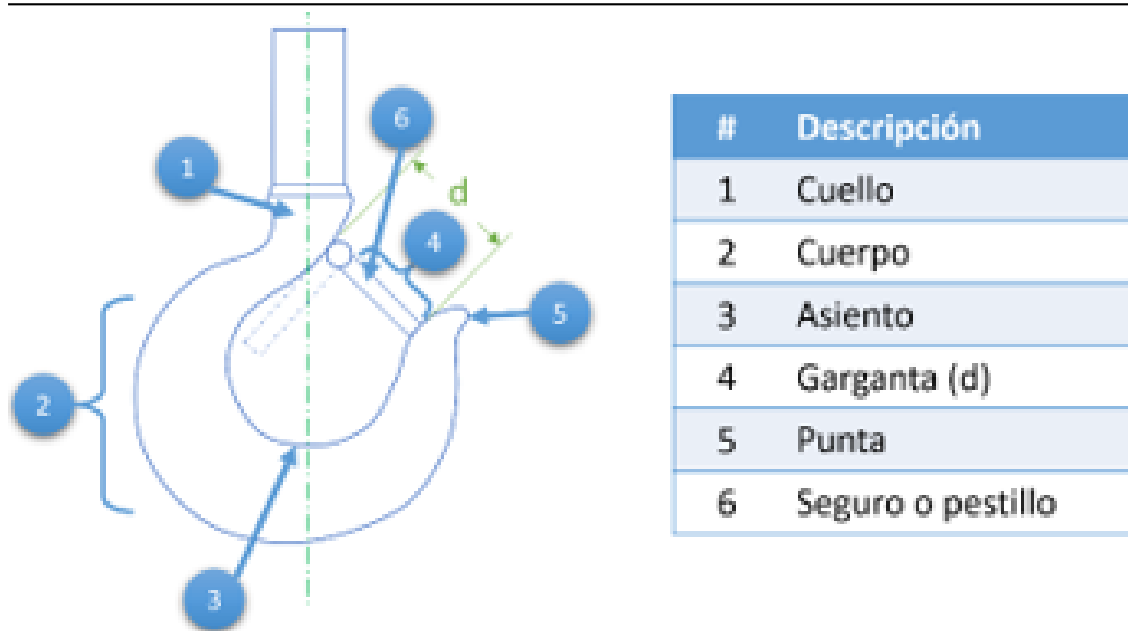 6
1
d
4
5
2
3
# Descripción
1 Cuello
2 Cuerpo
3 Asiento
4 Garganta (d)
5 Punta
6 Seguro o pestillo